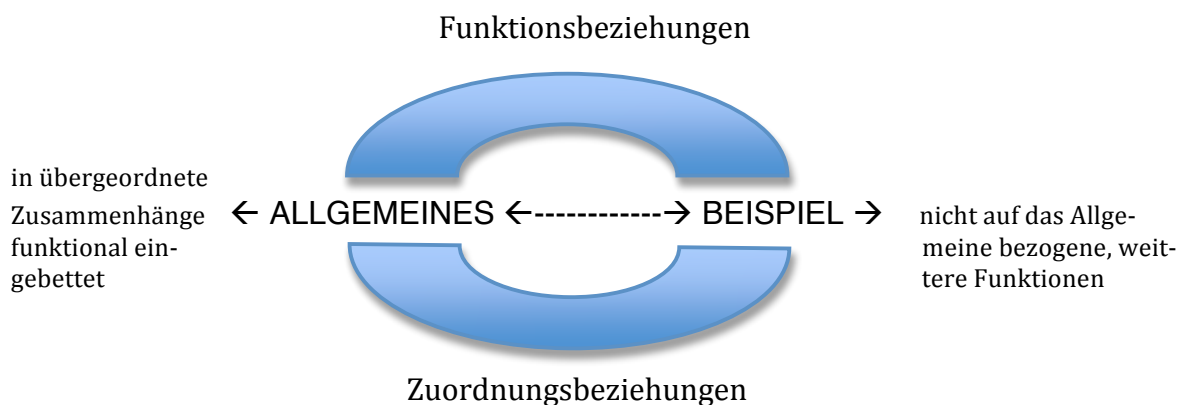 Funktionsbeziehungen
in übergeordnete
Zusammenhänge
funktional ein-
gebettet
← ALLGEMEINES ←------------→ BEISPIEL →
nicht auf das Allge-
meine bezogene, weit-
tere Funktionen
Zuordnungsbeziehungen